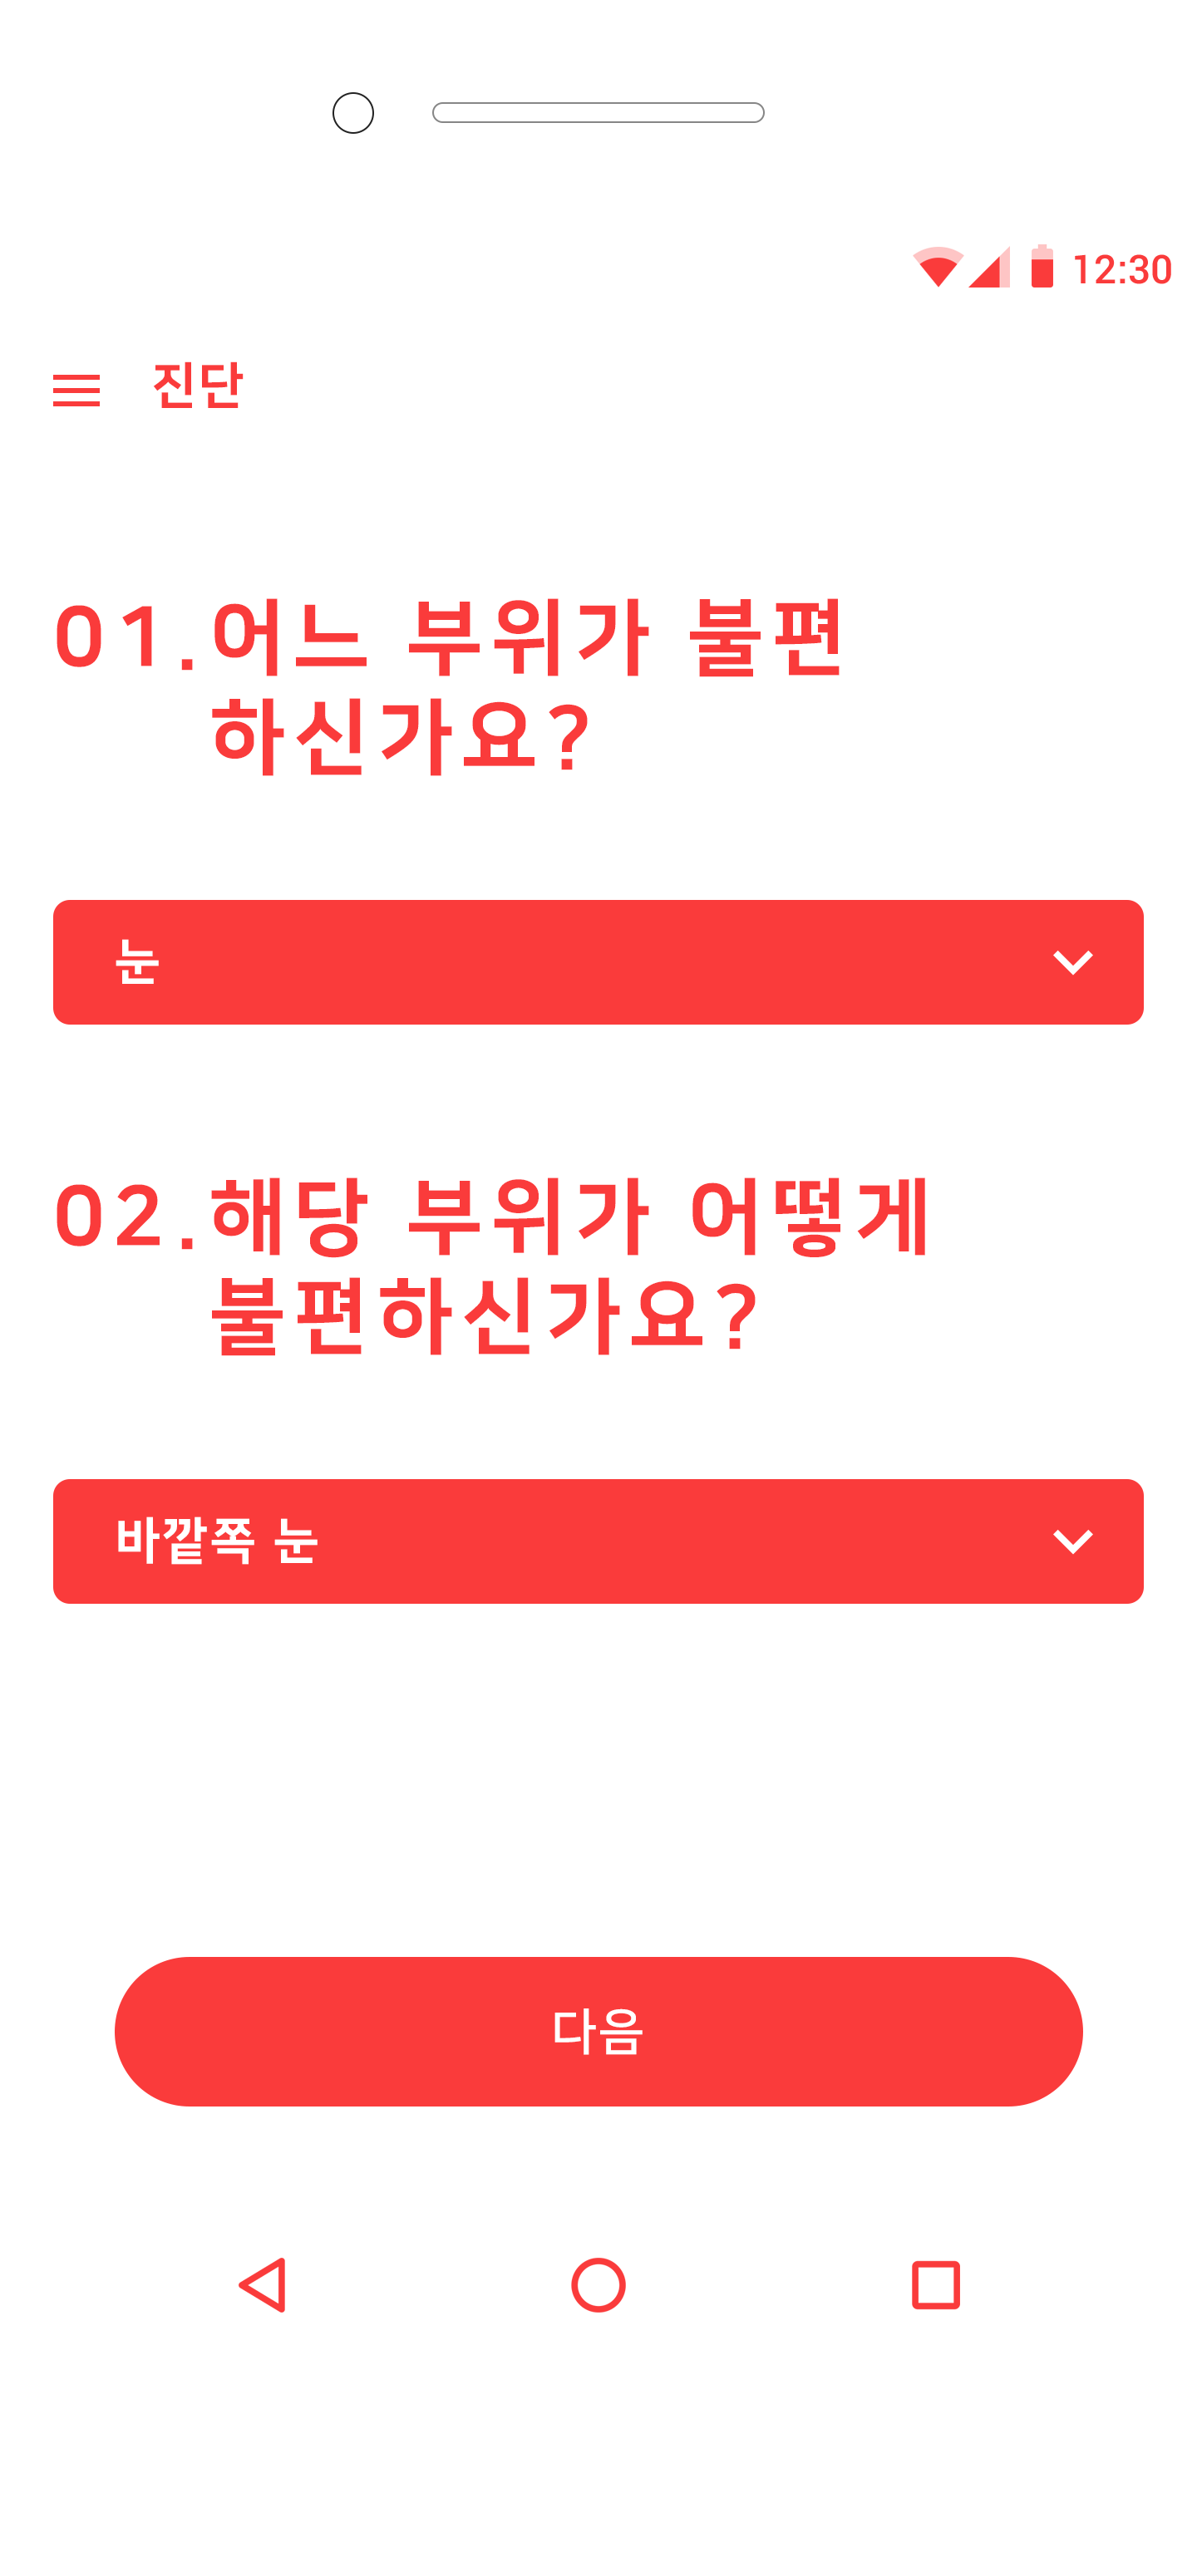 12:30
진단
01.어느 부위가 불편
하신가요?
눈
02.해당 부위가 어떻게
불편하신가요?
바깥쪽 눈
다음